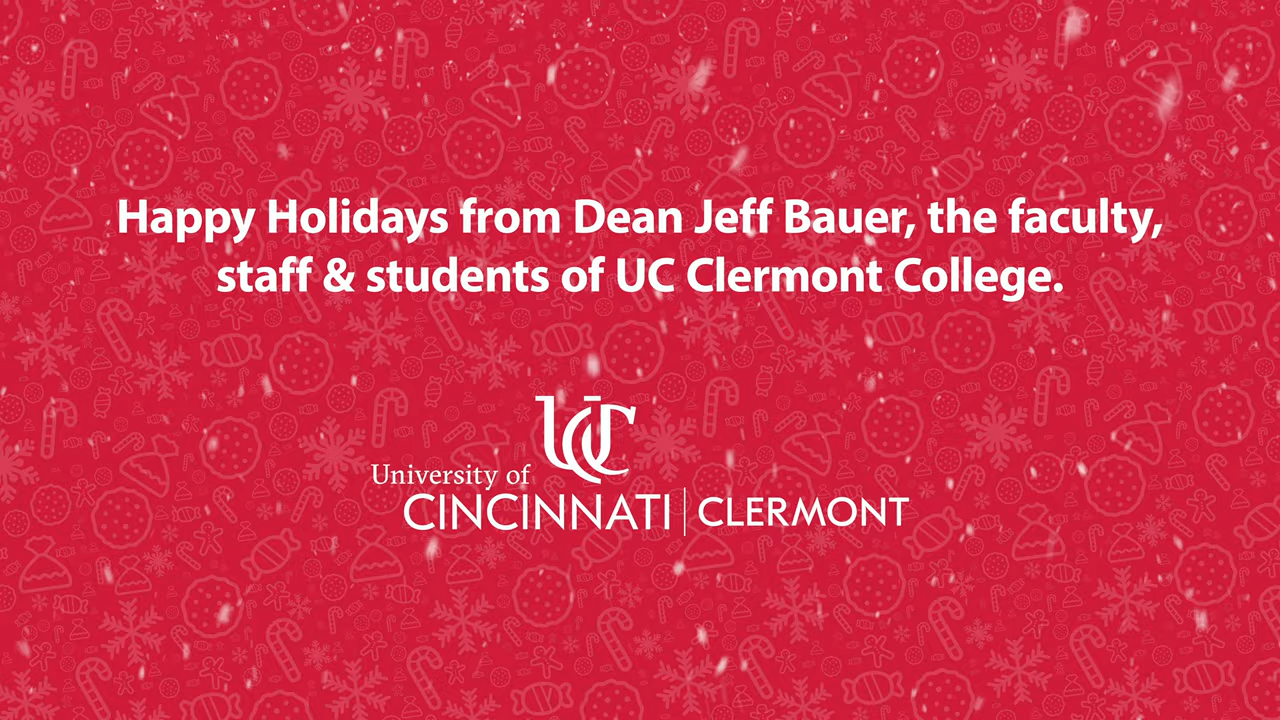 Happy Holidays from Dean Jeff Bauer, the faculty,
staff & students of UC Clermont College.
UC
University of
CINCINNATI | CLERMONT